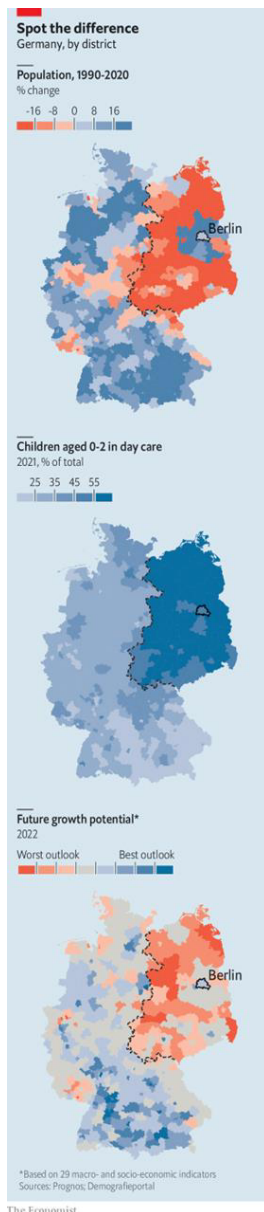 Spot the difference
Germany, by district
Population, 1990-2020
% change
-16 -8 0 8 16
Berlin
Children aged 0-2 in day care
2021, % of total
25 35 45 55
Future growth potential*
2022
Worst outlook Best outlook
Berlin
*Based on 29 macro- and socio-economic indicators
Sources: Prognos; Demografieportal
The Economist